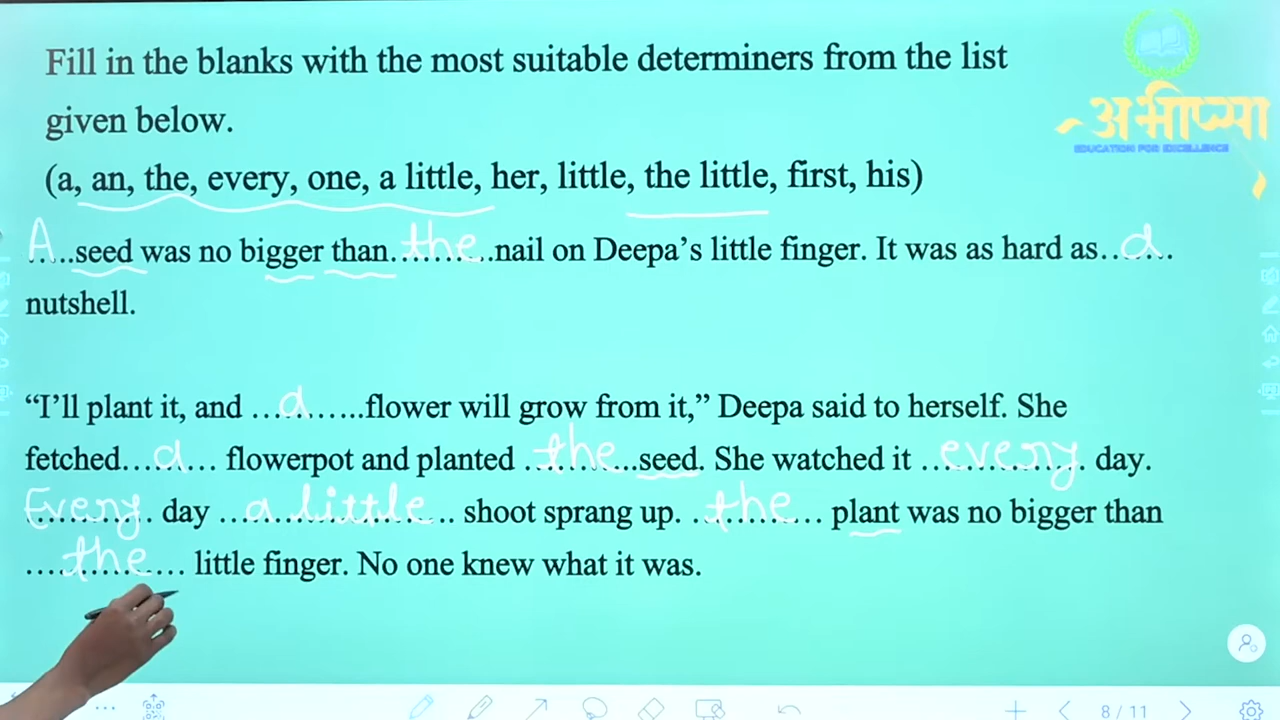 Fill in the blanks with the most suitable determiners from the list
अभीप्सा
EDUCATION FOR EXCELLENCE
given below.
(a, an, the, every, one, a little, her, little, the little, first, his)
A....seed was no bigger than...the...nail on Deepa's little finger. It was as hard as...a...
nutshell.
"I'll plant it, and ...a......flower will grow from it," Deepa said to herself. She
fetched...a... flowerpot and planted ...the...seed. She watched it ...every... day.
Every day ...a little... shoot sprang up. ...the... plant was no bigger than
...the... little finger. No one knew what it was.
8 / 11